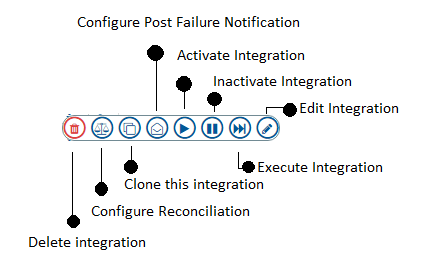 Configure Post Failure Notification
Activate Integration
Inactivate Integration
Edit Integration
Execute Integration
Clone this integration
Configure Reconciliation
Delete integration